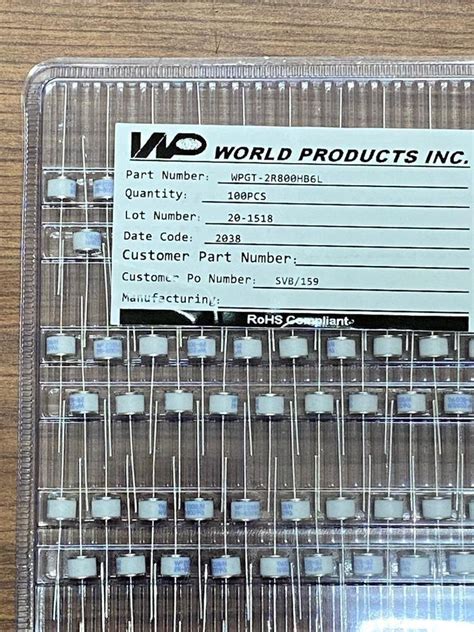 WP WORLD PRODUCTS INC.
Part Number: WPGT-2R800HB6L
Quantity: 100PCS
Lot Number: 20-1518
Date Code: 2038
Customer Part Number:
Customer Po Number: SVB/159
Manufacturing:
RoHS Compliant